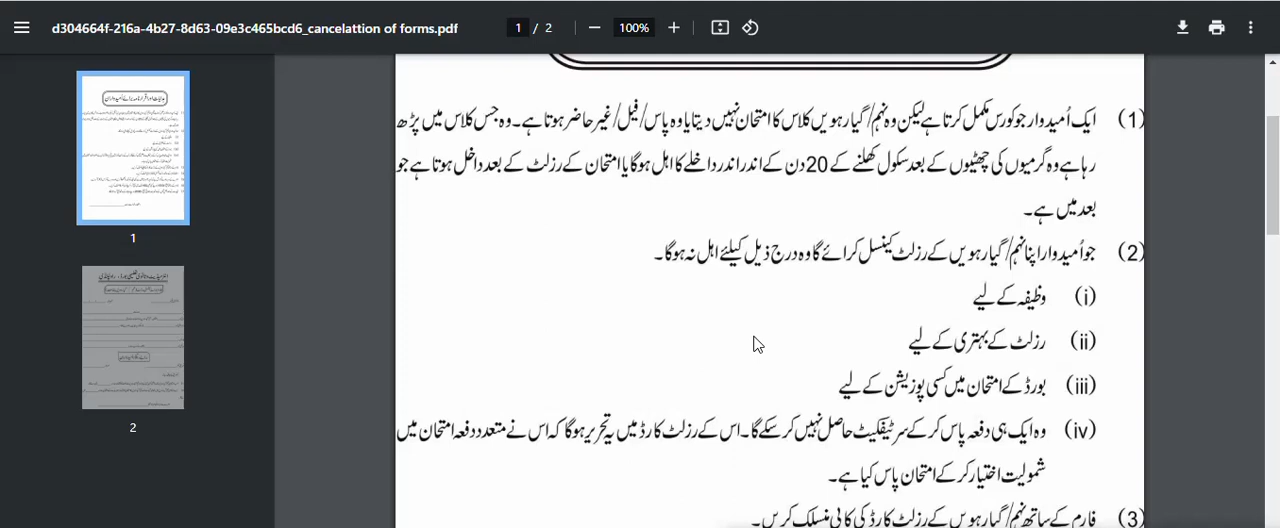 d304664f-216a-4b27-8d63-09e3c465bcd6_cancelattion of forms.pdf
1 / 2
100%
(1) ایک اُمیدوار جو کورس مکمل کرتا ہے لیکن وہ نہم/گیارہویں کلاس کا امتحان نہیں دیتا یا وہ پاس/فیل/غیر حاضر ہوتا ہے۔ وہ جس کلاس میں پڑھ
رہا ہے وہ گرمیوں کی چھٹیوں کے بعد سکول کھلنے کے 20 دن کے اندر اندر داخلے کا اہل ہوگا یا امتحان کے رزلٹ کے بعد داخل ہوتا ہے جو
بعد میں ہے۔
(2) جو اُمیدوار اپنا نہم/گیارہویں کے رزلٹ کینسل کرائے گا وہ درج ذیل کیلئے اہل نہ ہوگا۔
(i) وظیفہ کے لیے
(ii) رزلٹ کے بہتری کے لیے
(iii) بورڈ کے امتحان میں کسی پوزیشن کے لیے
(iv) وہ ایک ہی دفعہ پاس کر کے سرٹیفکیٹ حاصل نہیں کر سکے گا۔ اس کے رزلٹ کارڈ میں یہ تحریر ہوگا کہ اس نے متعدد دفعہ امتحان میں
شمولیت اختیار کر کے امتحان پاس کیا ہے۔
(3) فارم کے ساتھ نہم/گیارہویں کے رزلٹ کارڈ کی کاپی منسلک کریں۔
1
2